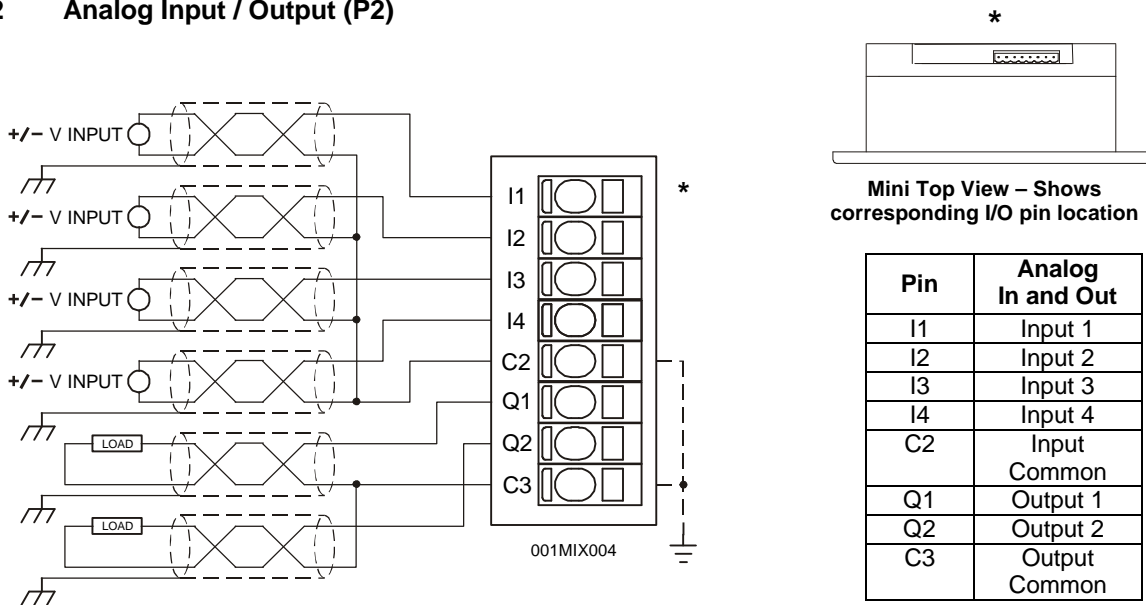 2 Analog Input / Output (P2)
*
+/– V INPUT
+/– V INPUT
+/– V INPUT
+/– V INPUT
LOAD
LOAD
I1
I2
I3
I4
C2
Q1
Q2
C3
*
001MIX004
Mini Top View – Shows
corresponding I/O pin location
Pin Analog
In and Out
I1 Input 1
I2 Input 2
I3 Input 3
I4 Input 4
C2 Input
Common
Q1 Output 1
Q2 Output 2
C3 Output
Common